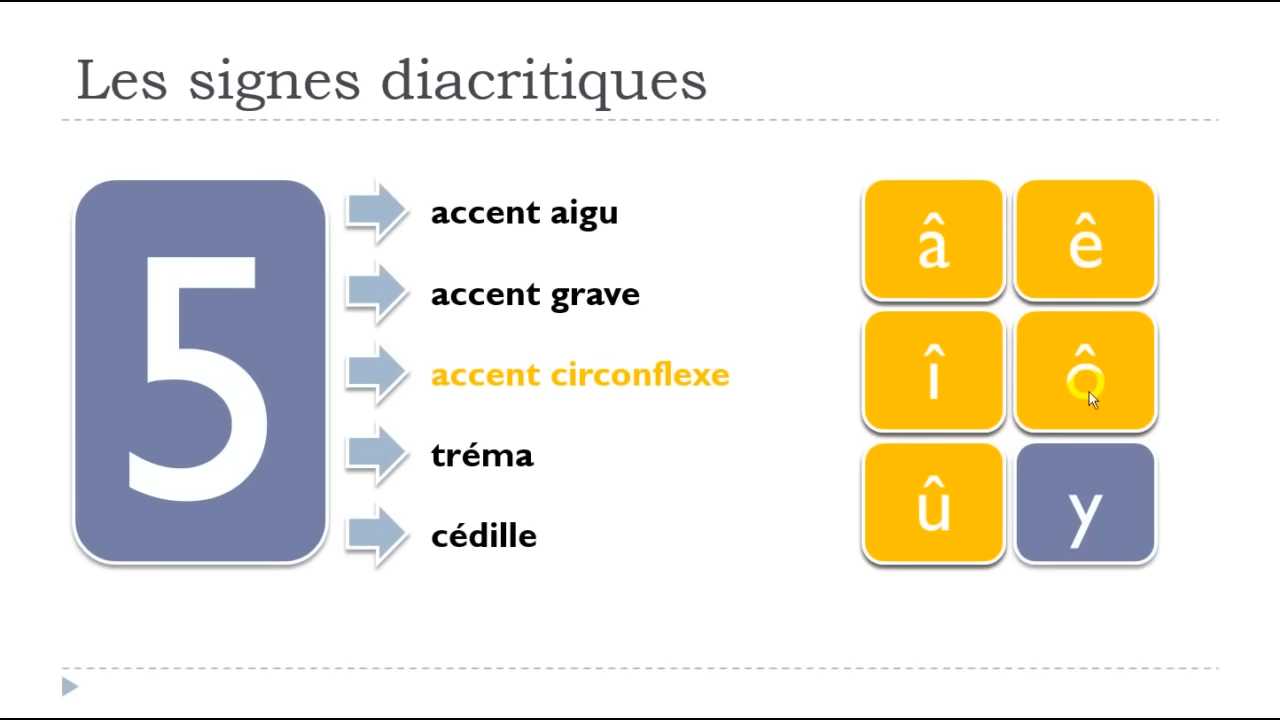 Les signes diacritiques
5
accent aigu
accent grave
accent circonflexe
tréma
cédille
â ê
î ô
û y